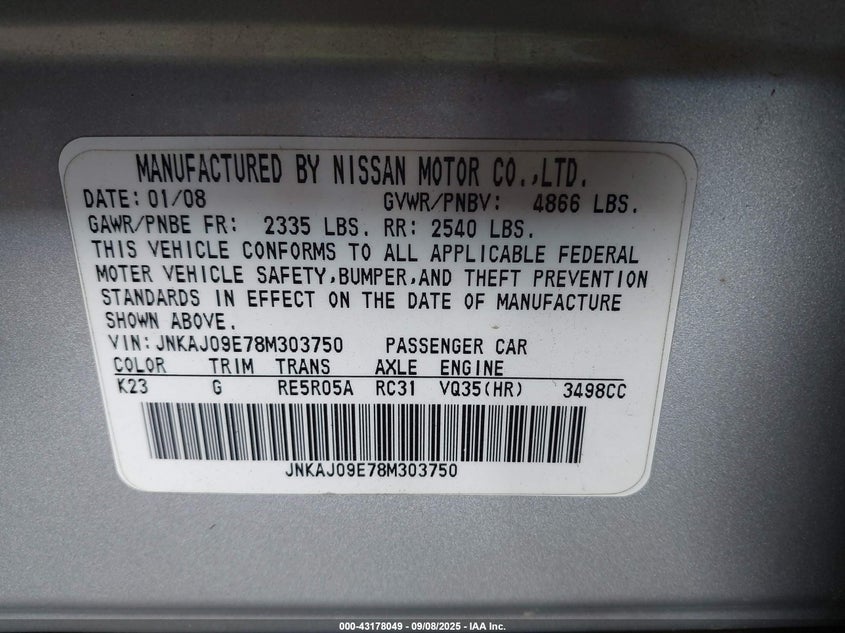 MANUFACTURED BY NISSAN MOTOR CO.,LTD.
DATE: 01/08 GVWR/PNBV: 4866 LBS.
GAWR/PNBE FR: 2335 LBS. RR: 2540 LBS.
THIS VEHICLE CONFORMS TO ALL APPLICABLE FEDERAL
MOTER VEHICLE SAFETY,BUMPER,AND THEFT PREVENTION
STANDARDS IN EFFECT ON THE DATE OF MANUFACTURE
SHOWN ABOVE.
VIN: JNKAJ09E78M303750 PASSENGER CAR
COLOR TRIM TRANS AXLE ENGINE
K23 G RE5R05A RC31 VQ35(HR) 3498CC
JNKAJ09E78M303750
000-43178049 - 09/08/2025 - IAA Inc.